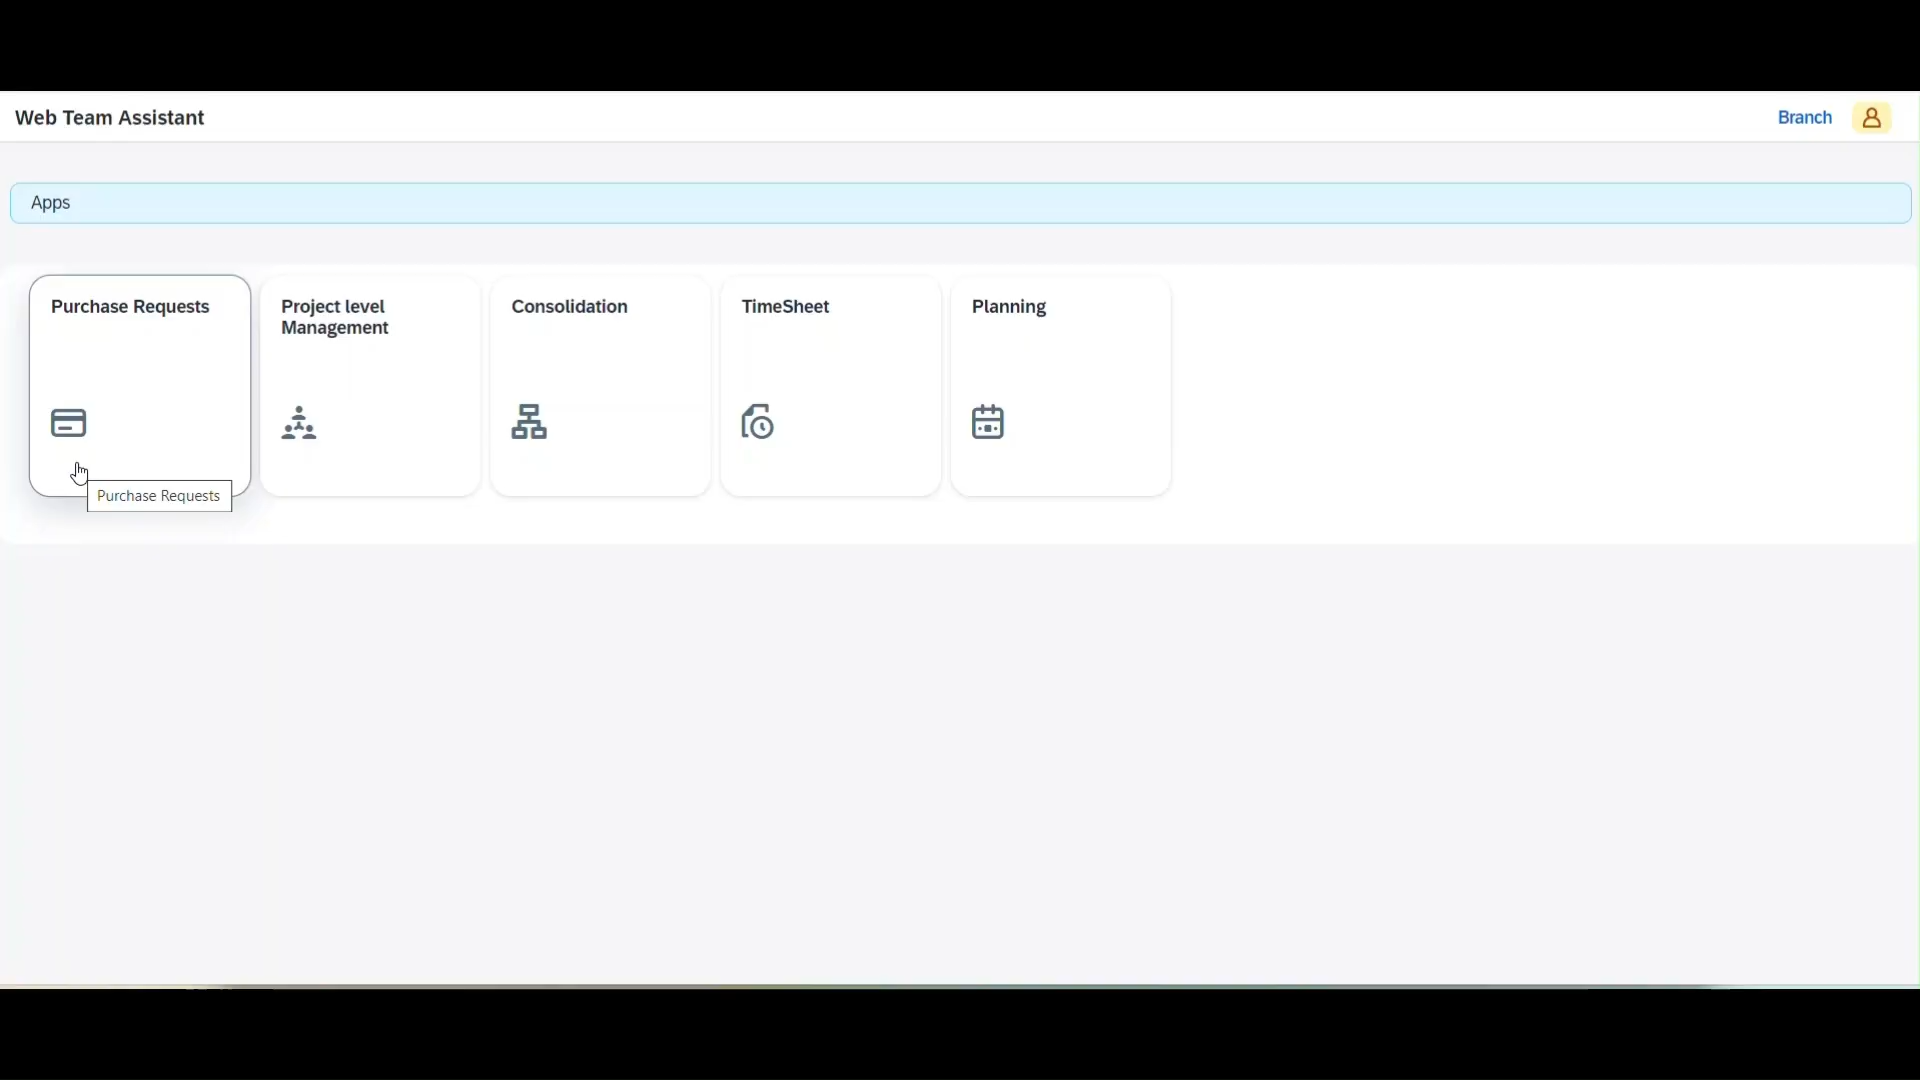 Web Team Assistant
Branch
Apps
Purchase Requests
Project level
Management
Consolidation
TimeSheet
Planning
Purchase Requests